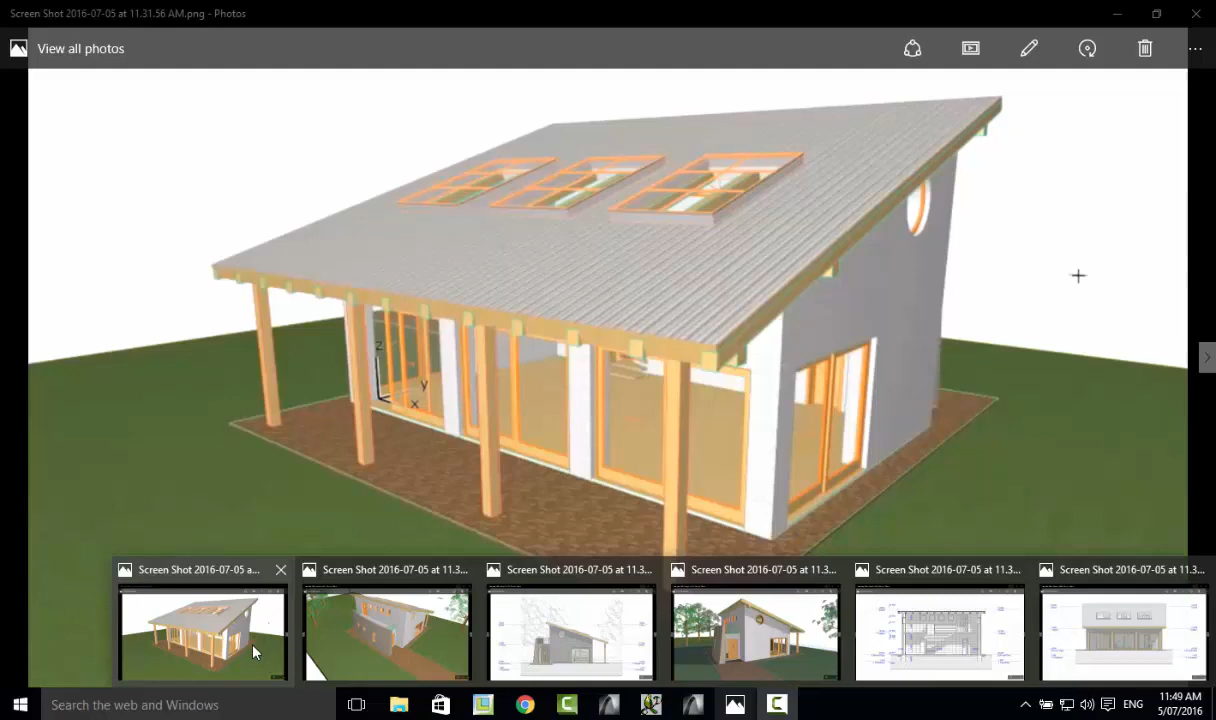 Screen Shot 2016-07-05 at 11.31.56 AM.png - Photos
View all photos
z
y
x
Screen Shot 2016-07-05 a...
Screen Shot 2016-07-05 at 11.3...
Screen Shot 2016-07-05 at 11.3...
Screen Shot 2016-07-05 at 11.3...
Screen Shot 2016-07-05 at 11.3...
Screen Shot 2016-07-05 at 11.3...
Search the web and Windows
ENG
11:49 AM
5/07/2016